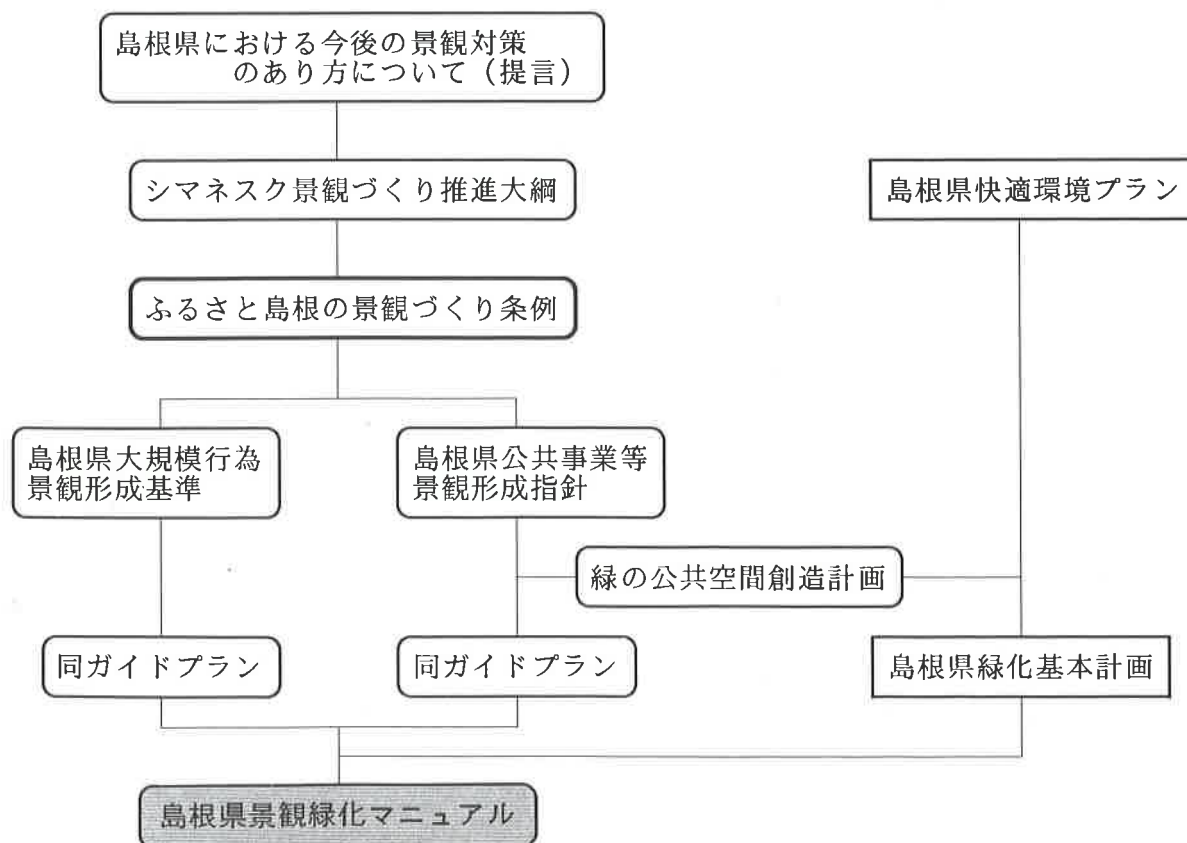 島根県における今後の景観対策
のあり方について（提言）
シマネスク景観づくり推進大綱
島根県快適環境プラン
ふるさと島根の景観づくり条例
島根県大規模行為
景観形成基準
島根県公共事業等
景観形成指針
緑の公共空間創造計画
同ガイドプラン
同ガイドプラン
島根県緑化基本計画
島根県景観緑化マニュアル